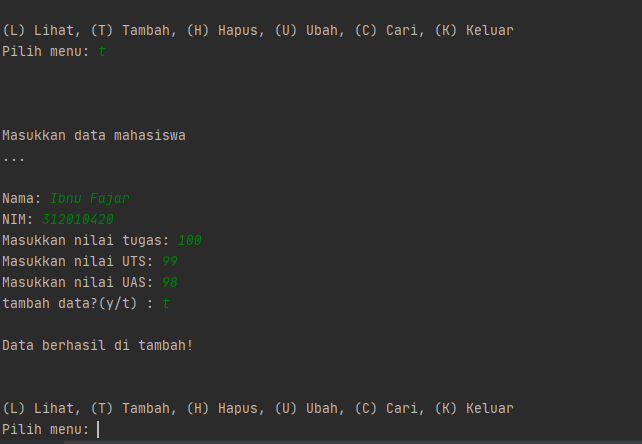 (L) Lihat, (T) Tambah, (H) Hapus, (U) Ubah, (C) Cari, (K) Keluar
Pilih menu: t
Masukkan data mahasiswa
...
Nama: Ibnu Fajar
NIM: 312010420
Masukkan nilai tugas: 100
Masukkan nilai UTS: 99
Masukkan nilai UAS: 98
tambah data?(y/t) : t
Data berhasil di tambah!
(L) Lihat, (T) Tambah, (H) Hapus, (U) Ubah, (C) Cari, (K) Keluar
Pilih menu: